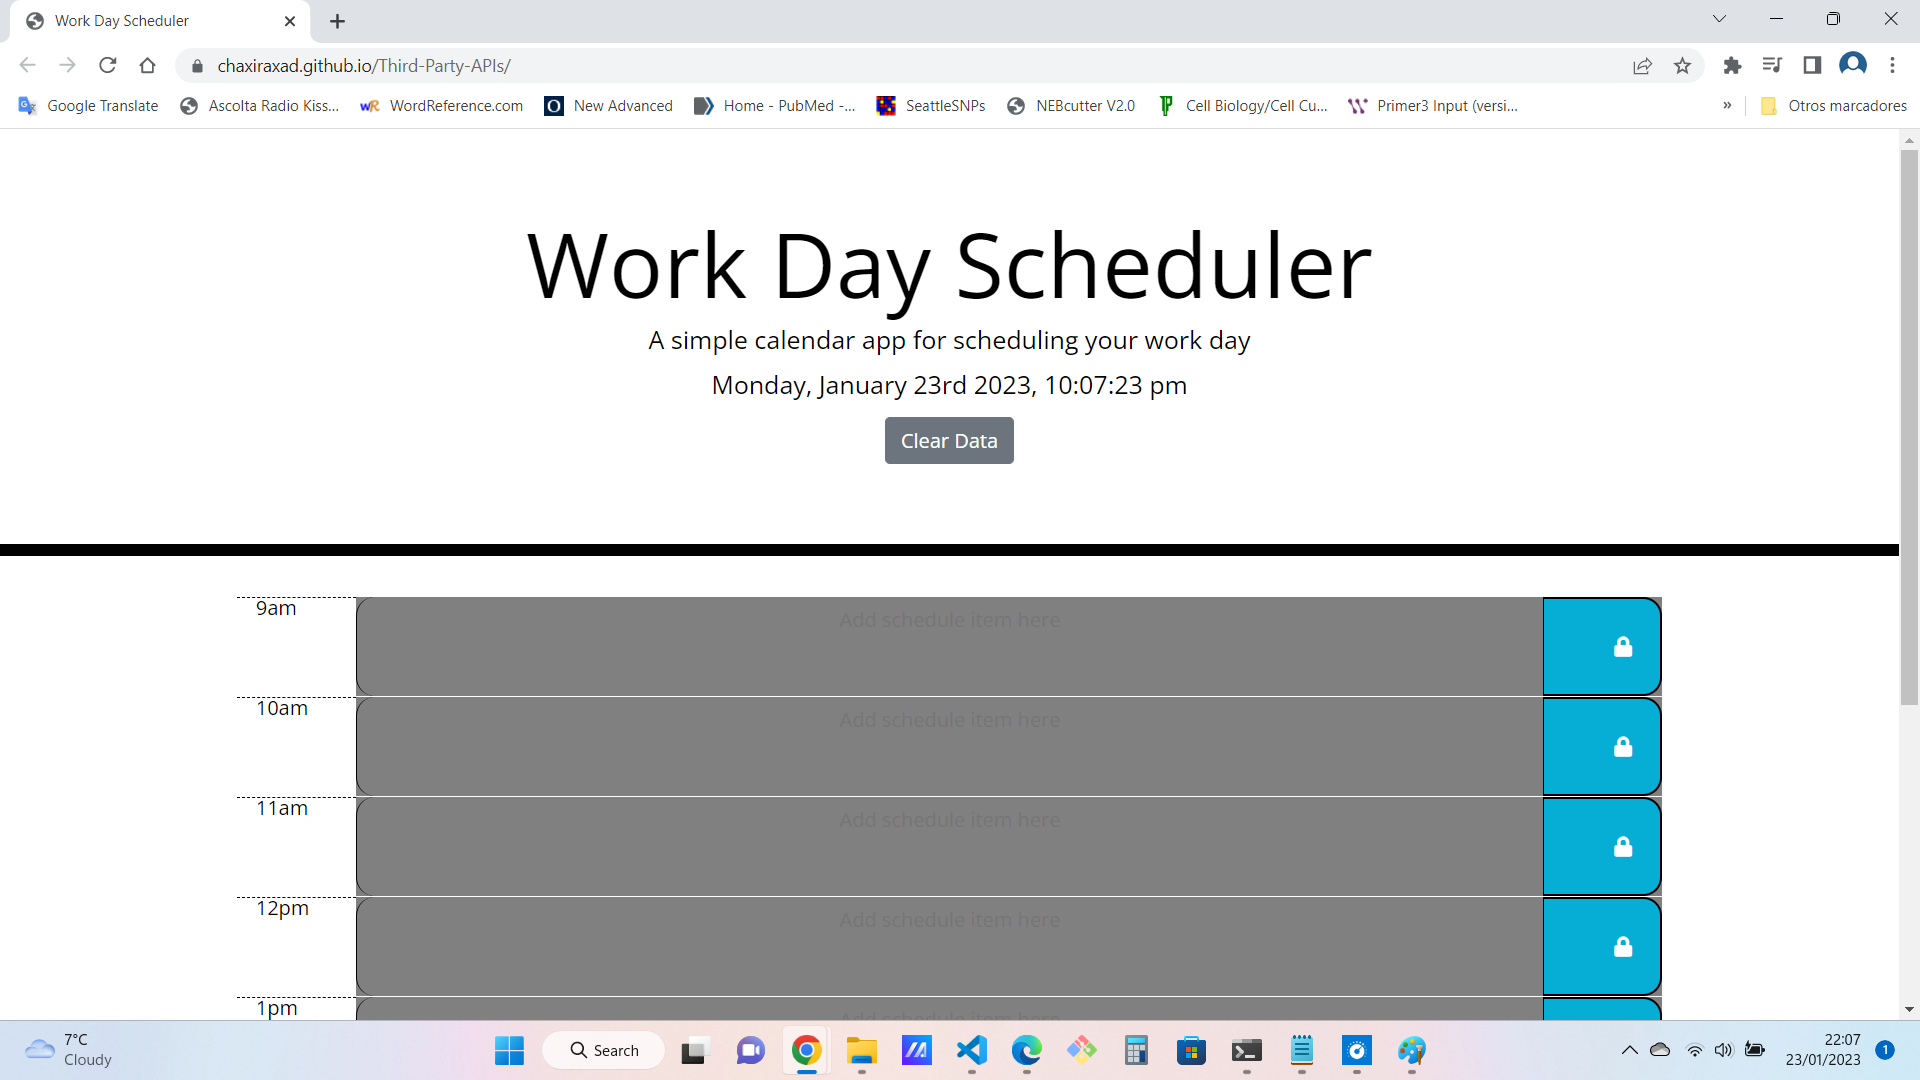 Work Day Scheduler
chaxiraxad.github.io/Third-Party-APIs/
Google Translate
Ascolta Radio Kiss...
WordReference.com
New Advanced
Home - PubMed -...
SeattleSNPs
NEBcutter V2.0
Cell Biology/Cell Cu...
Primer3 Input (versi...
»
Otros marcadores
Work Day Scheduler
A simple calendar app for scheduling your work day
Monday, January 23rd 2023, 10:07:23 pm
Clear Data
9am
Add schedule item here
10am
Add schedule item here
11am
Add schedule item here
12pm
Add schedule item here
1pm
Add schedule item here
7°C
Cloudy
Search
22:07
23/01/2023
1